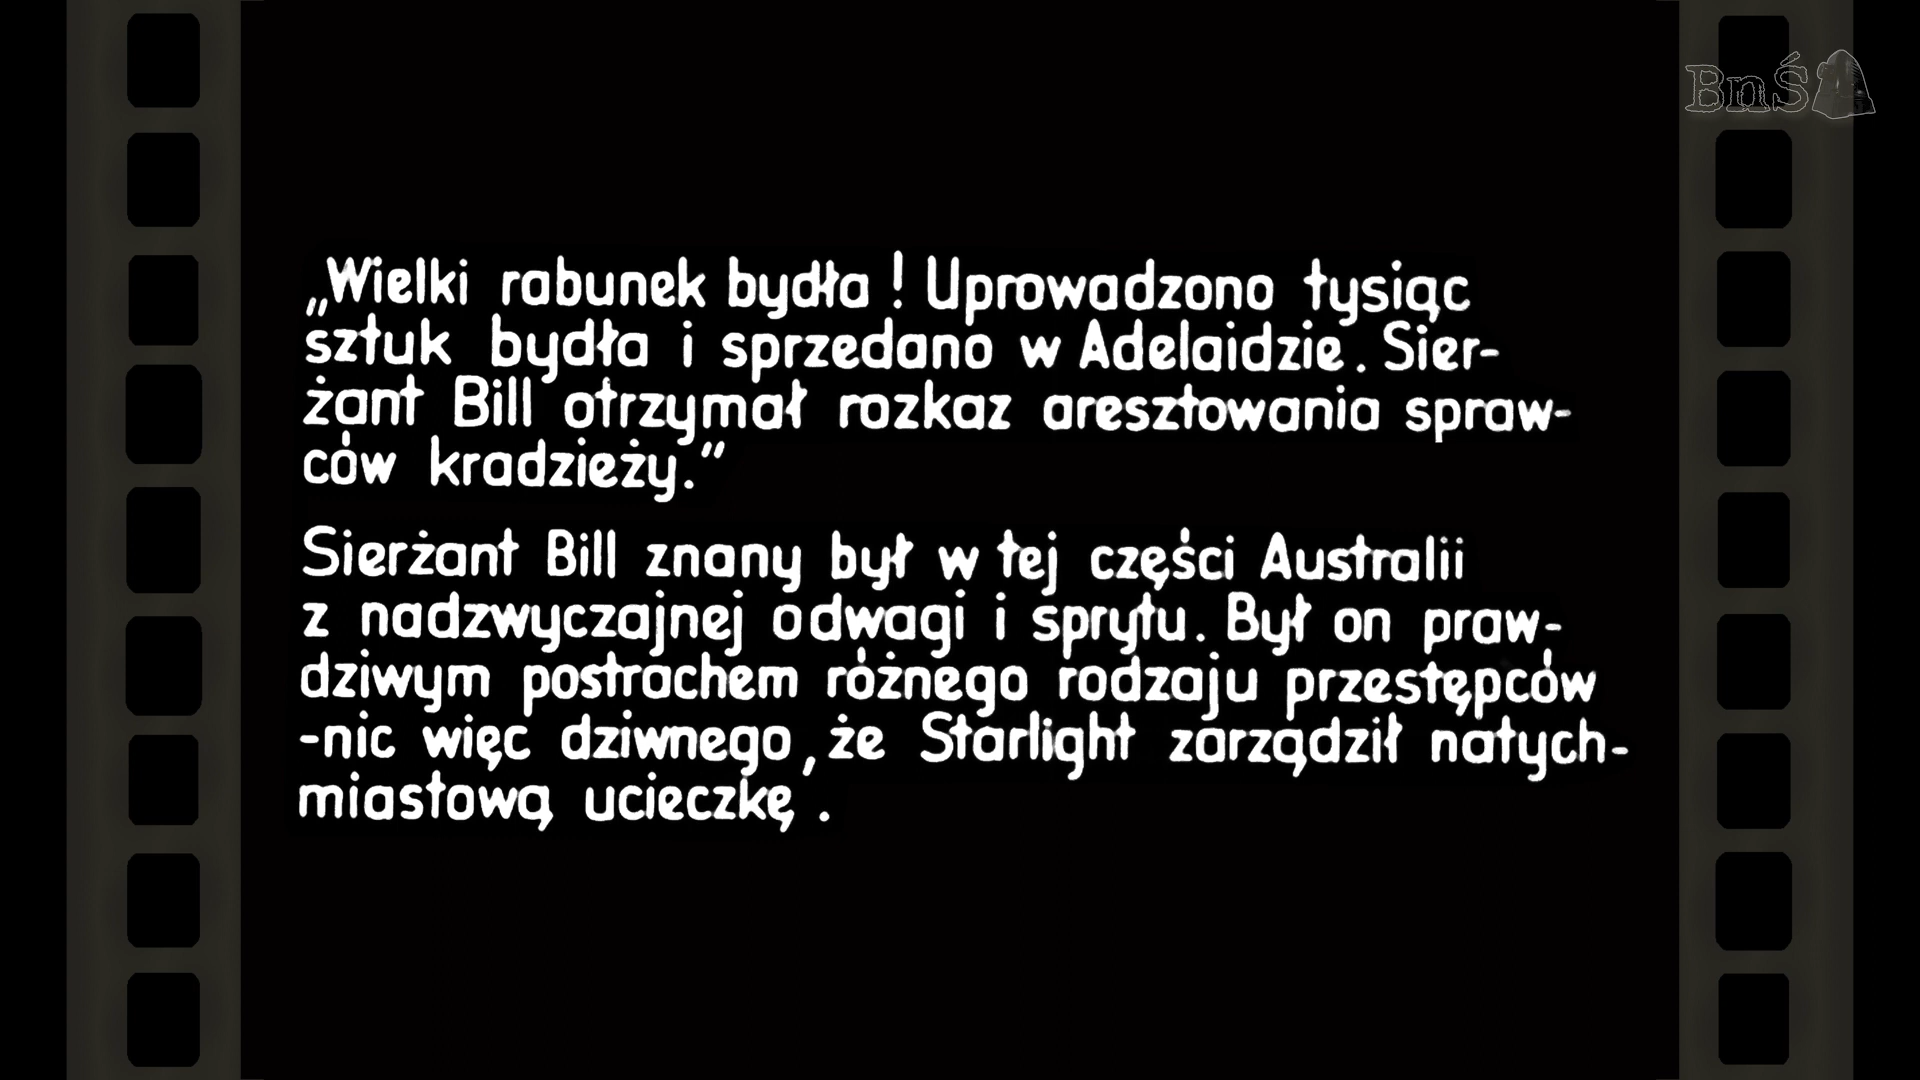 BnŚ
„Wielki rabunek bydła! Uprowadzono tysiąc
sztuk bydła i sprzedano w Adelaidzie. Sier-
żant Bill otrzymał rozkaz aresztowania spraw-
ców kradzieży.”
Sierżant Bill znany był w tej części Australii
z nadzwyczajnej odwagi i sprytu. Był on praw-
dziwym postrachem różnego rodzaju przestępców
-nic więc dziwnego, że Starlight zarządził natych-
miastową ucieczkę.